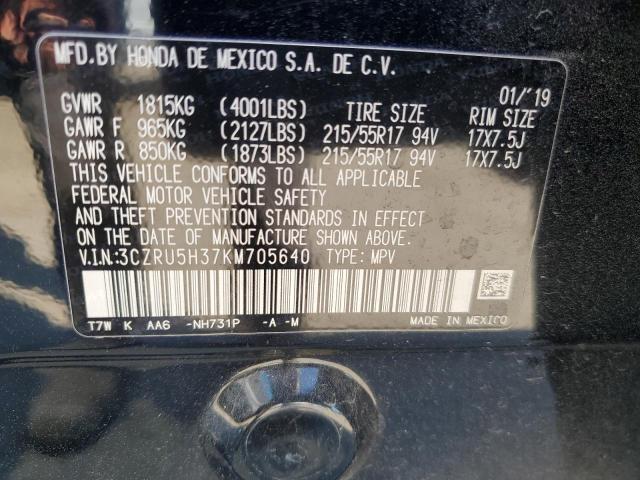 MFD.BY HONDA DE MEXICO S.A. DE C.V.
01/'19
GVWR 1815KG (4001LBS) TIRE SIZE RIM SIZE
GAWR F 965KG (2127LBS) 215/55R17 94V 17X7.5J
GAWR R 850KG (1873LBS) 215/55R17 94V 17X7.5J
THIS VEHICLE CONFORMS TO ALL APPLICABLE
FEDERAL MOTOR VEHICLE SAFETY
AND THEFT PREVENTION STANDARDS IN EFFECT
ON THE DATE OF MANUFACTURE SHOWN ABOVE.
V.I.N:3CZRU5H37KM705640 TYPE: MPV
T7W K AA6 -NH731P -A -M MADE IN MEXICO